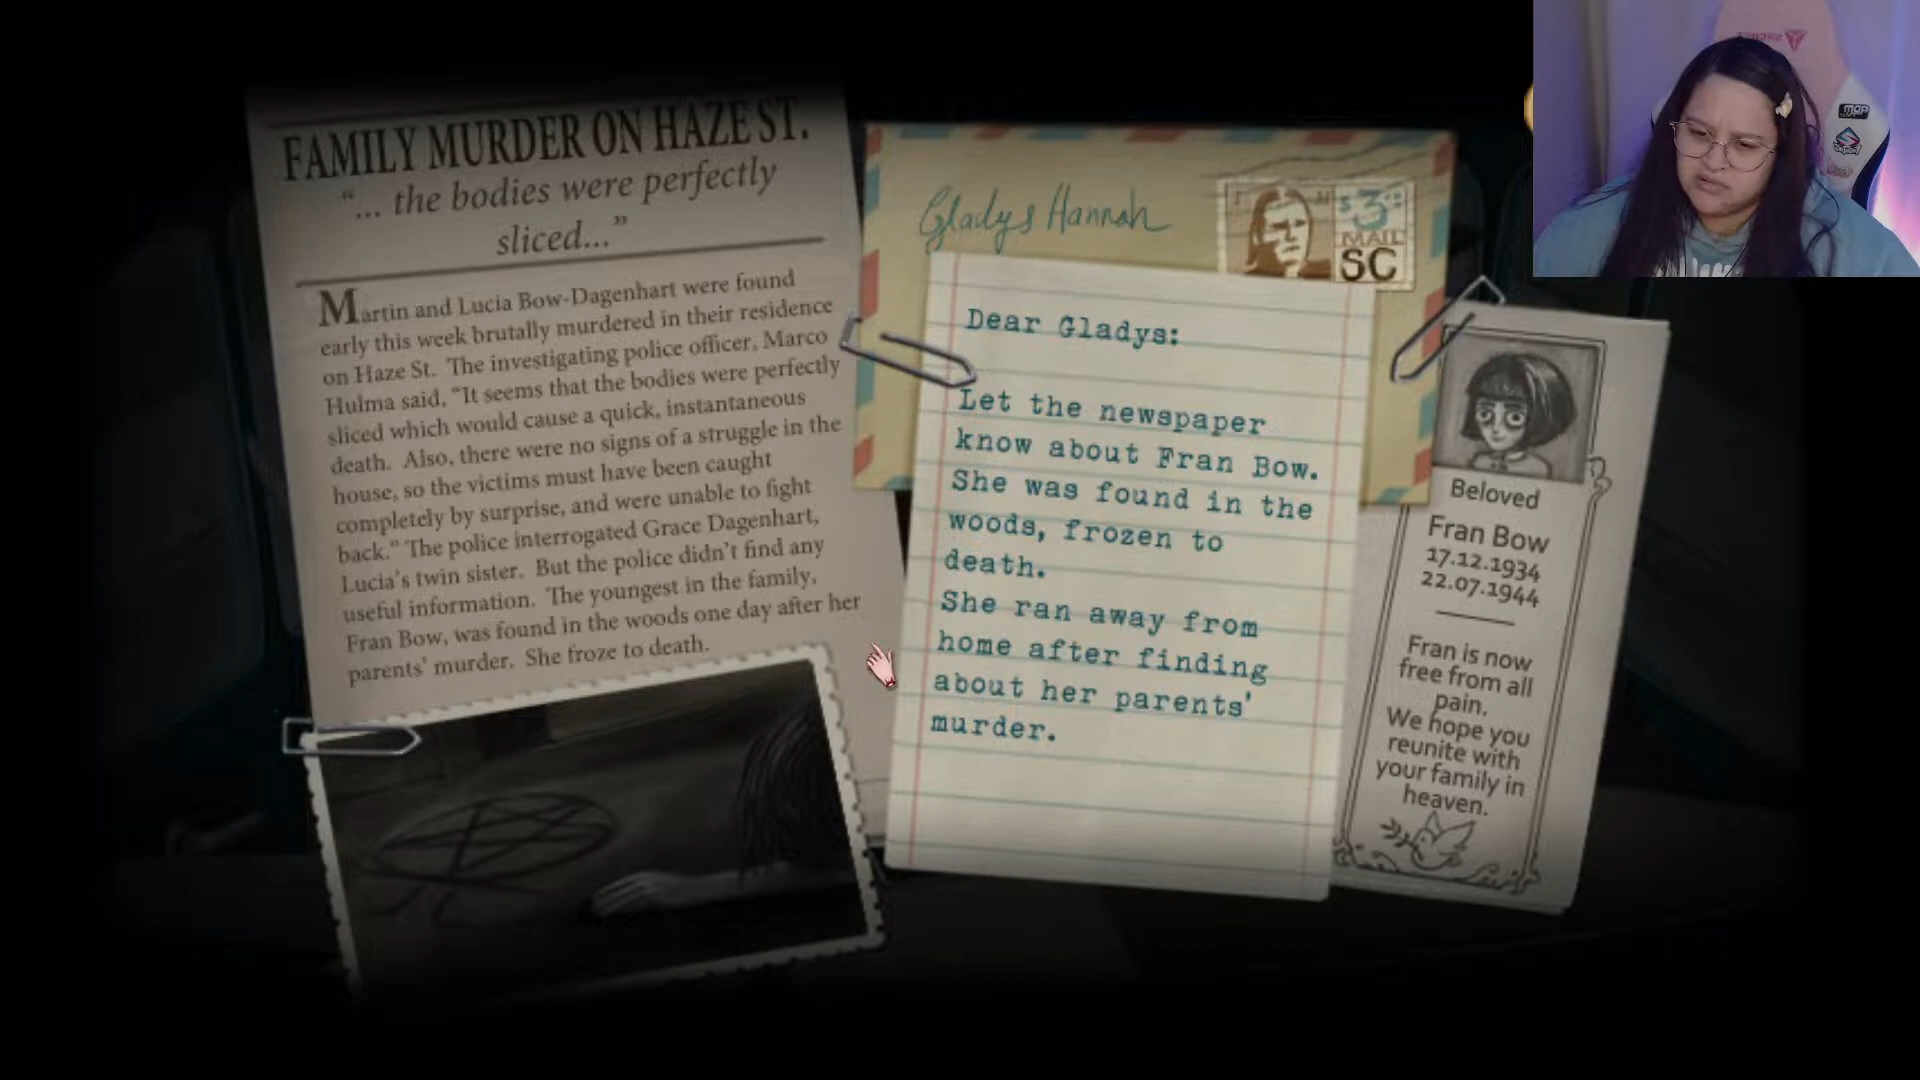 FAMILY MURDER ON HAZE ST.
"... the bodies were perfectly
sliced..."
Martin and Lucia Bow-Dagenhart were found
early this week brutally murdered in their residence
on Haze St. The investigating police officer, Marco
Hulma said, "It seems that the bodies were perfectly
sliced which would cause a quick, instantaneous
death. Also, there were no signs of a struggle in the
house, so the victims must have been caught
completely by surprise, and were unable to fight
back." The police interrogated Grace Dagenhart,
Lucia's twin sister. But the police didn't find any
useful information. The youngest in the family,
Fran Bow, was found in the woods one day after her
parents' murder. She froze to death.
Gladys Hannah
$3
MAIL
SC
Dear Gladys:
Let the newspaper
know about Fran Bow.
She was found in the
woods, frozen to
death.
She ran away from
home after finding
about her parents'
murder.
Beloved
Fran Bow
17.12.1934
22.07.1944
Fran is now
free from all
pain.
We hope you
reunite with
your family in
heaven.